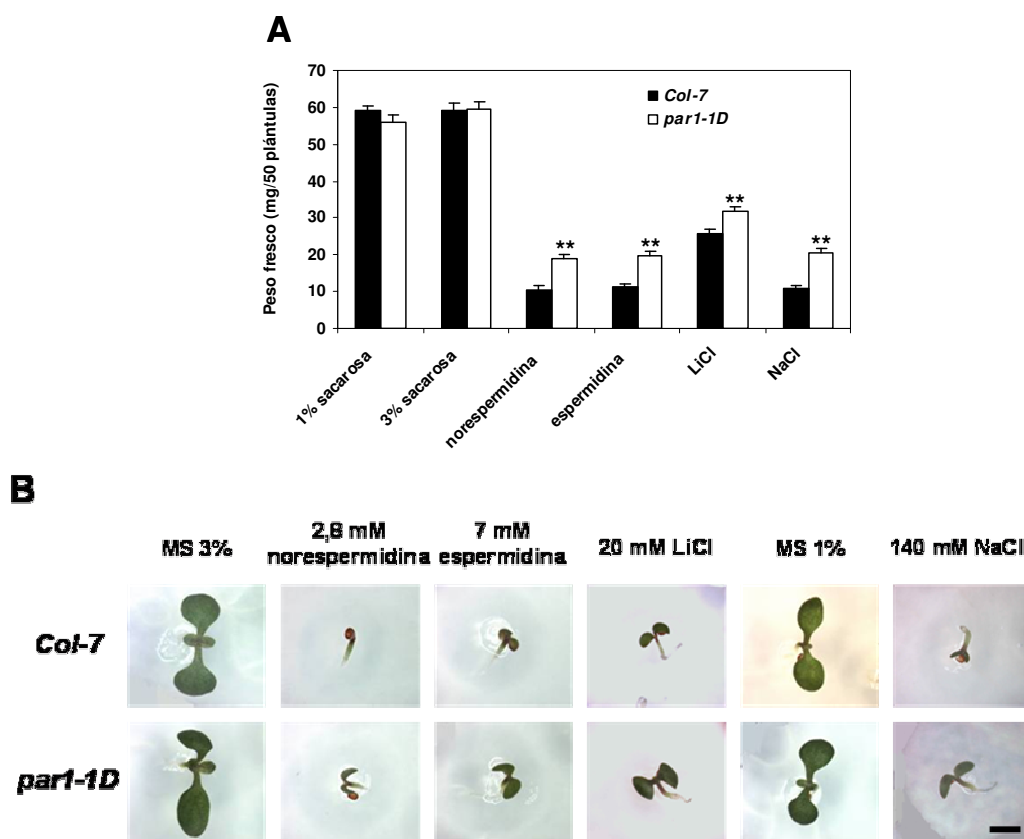 A
70
60
50
40
30
20
10
0
Peso fresco (mg/50 plántulas)
Col-7
par1-1D
**
**
**
**
1% sacarosa
3% sacarosa
norespermidina
espermidina
LiCl
NaCl
B
MS 3%
2,8 mM
norespermidina
7 mM
espermidina
20 mM LiCl
MS 1%
140 mM NaCl
Col-7
par1-1D